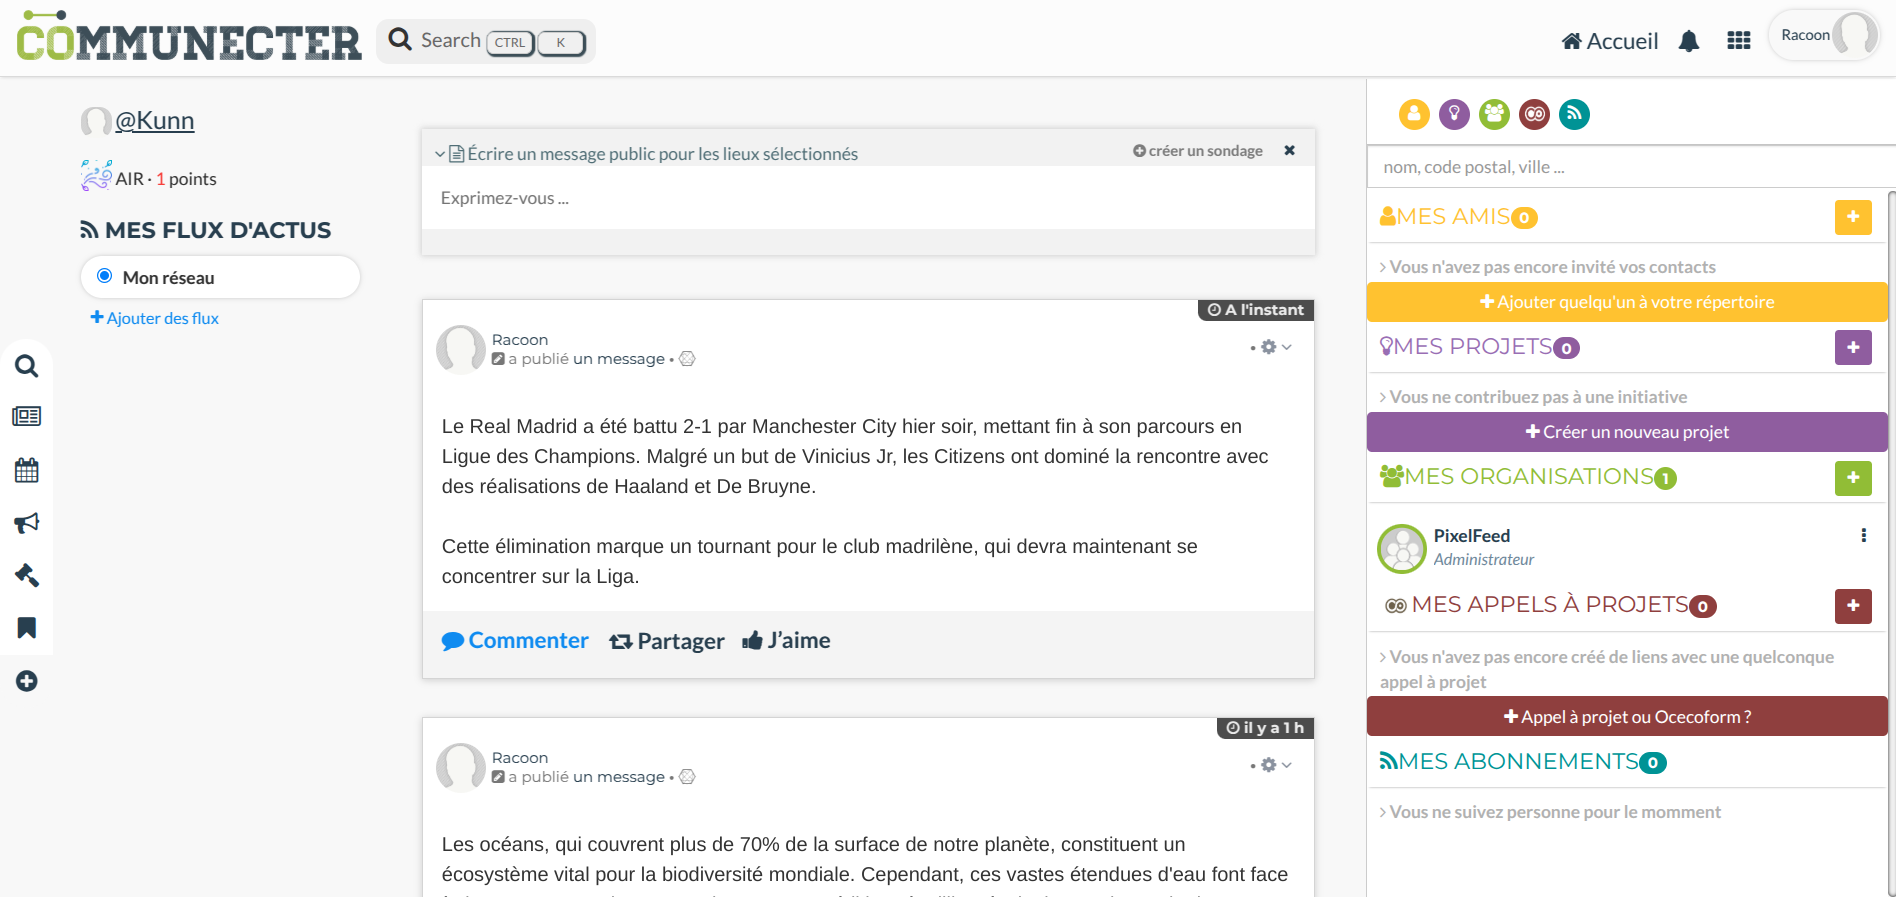 COMMUNECTER
Search CTRL K
Accueil
Racoon
@Kunn
AIR · 1 points
MES FLUX D'ACTUS
Mon réseau
Ajouter des flux
Écrire un message public pour les lieux sélectionnés
créer un sondage
Exprimez-vous ...
A l'instant
Racoon
a publié un message •
Le Real Madrid a été battu 2-1 par Manchester City hier soir, mettant fin à son parcours en
Ligue des Champions. Malgré un but de Vinicius Jr, les Citizens ont dominé la rencontre avec
des réalisations de Haaland et De Bruyne.
Cette élimination marque un tournant pour le club madrilène, qui devra maintenant se
concentrer sur la Liga.
Commenter Partager J’aime
il y a 1 h
Racoon
a publié un message •
Les océans, qui couvrent plus de 70% de la surface de notre planète, constituent un
écosystème vital pour la biodiversité mondiale. Cependant, ces vastes étendues d'eau font face
nom, code postal, ville ...
MES AMIS 0
Vous n'avez pas encore invité vos contacts
Ajouter quelqu'un à votre répertoire
MES PROJETS 0
Vous ne contribuez pas à une initiative
Créer un nouveau projet
MES ORGANISATIONS 1
PixelFeed
Administrateur
MES APPELS À PROJETS 0
Vous n'avez pas encore créé de liens avec une quelconque
appel à projet
Appel à projet ou Ocecoform ?
MES ABONNEMENTS 0
Vous ne suivez personne pour le momment